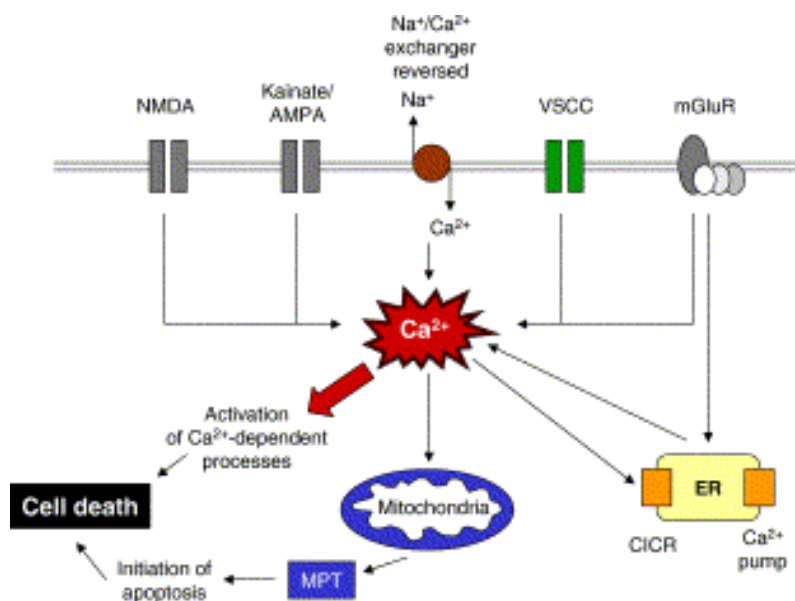 Na⁺/Ca²⁺
exchanger
reversed
NMDA
Kainate/
AMPA
Na⁺
VSCC
mGluR
Ca²⁺
Ca²⁺
Activation
of Ca²⁺-dependent
processes
Cell death
Mitochondria
ER
CICR
Ca²⁺
pump
Initiation of
apoptosis
MPT